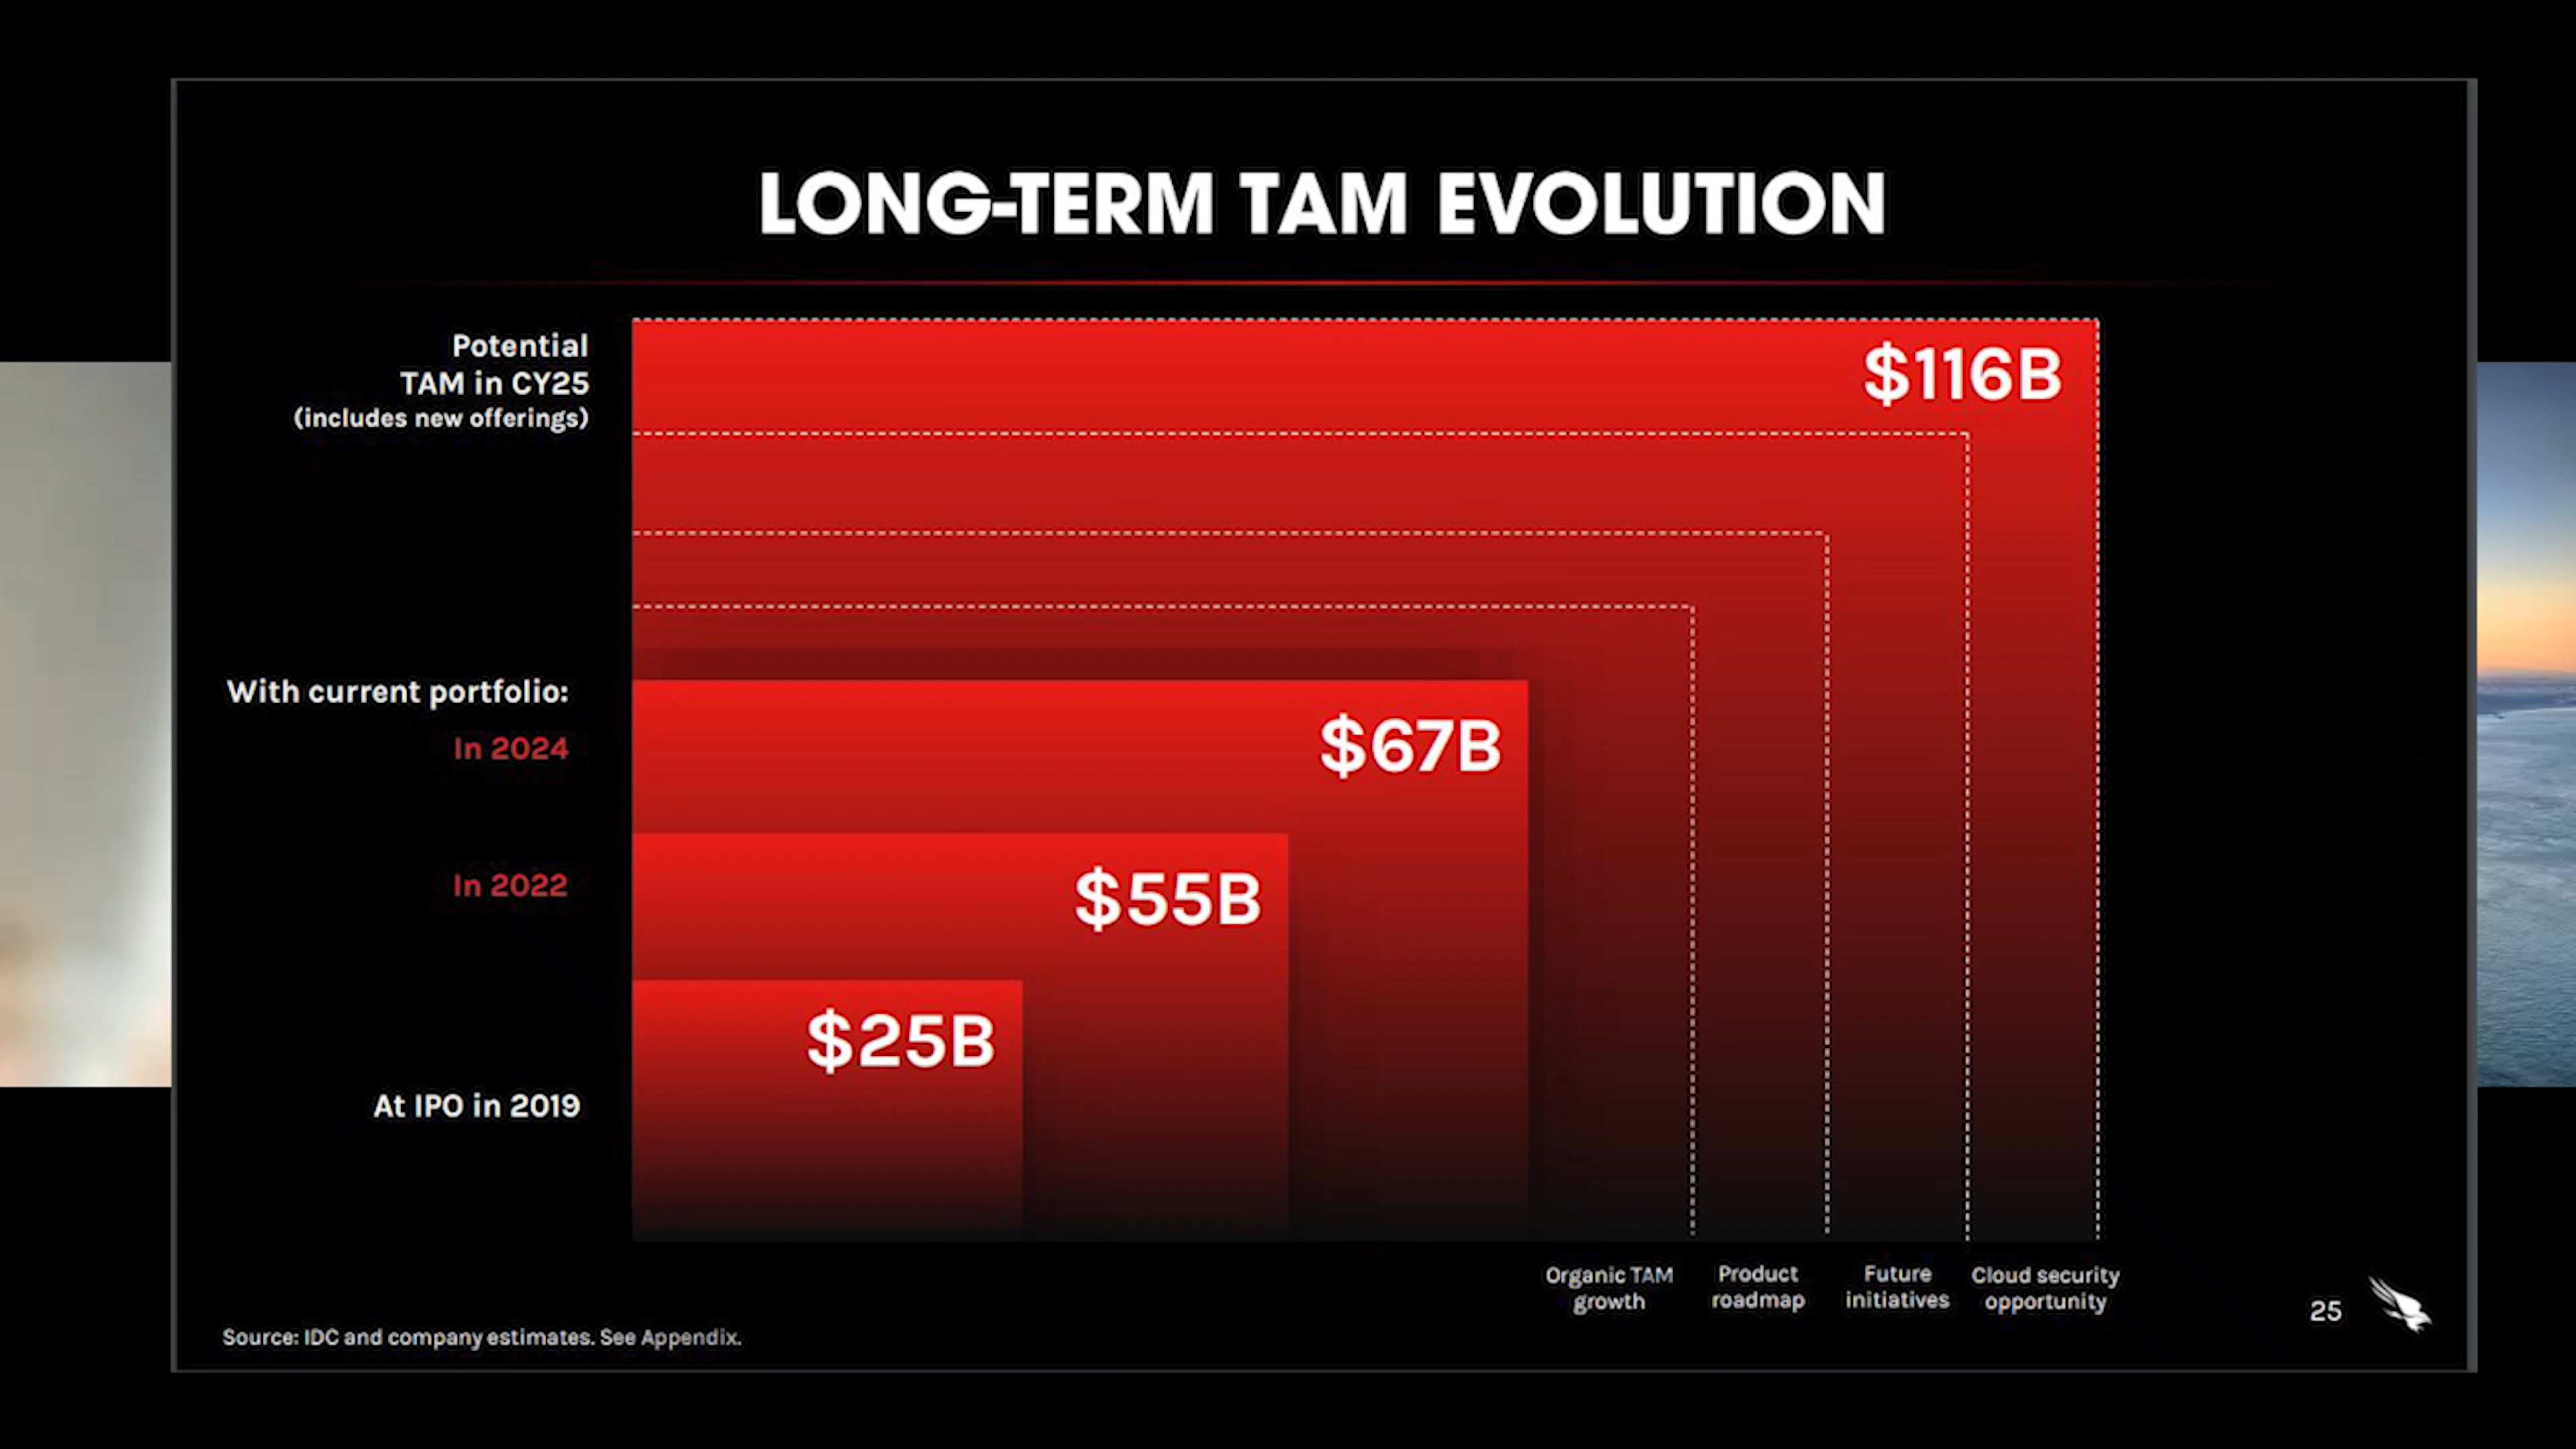 LONG-TERM TAM EVOLUTION
Potential
TAM in CY25
(includes new offerings)
$116B
With current portfolio:
In 2024
$67B
In 2022
$55B
$25B
At IPO in 2019
Organic TAM
growth
Product
roadmap
Future
initiatives
Cloud security
opportunity
Source: IDC and company estimates. See Appendix.
25